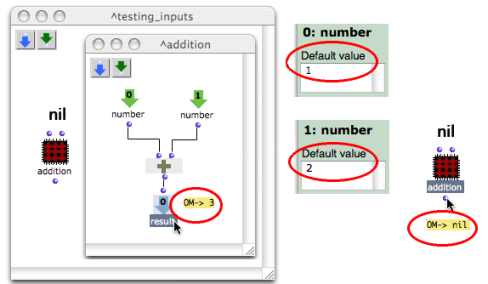 ^testing_inputs
^addition
nil
addition
0
1
number
number
0
result
OM-> 3
0: number
Default value
1
1: number
Default value
2
nil
addition
OM-> nil